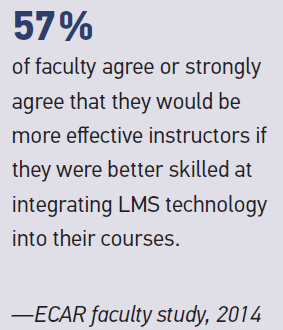 57%
of faculty agree or strongly
agree that they would be
more effective instructors if
they were better skilled at
integrating LMS technology
into their courses.
—ECAR faculty study, 2014